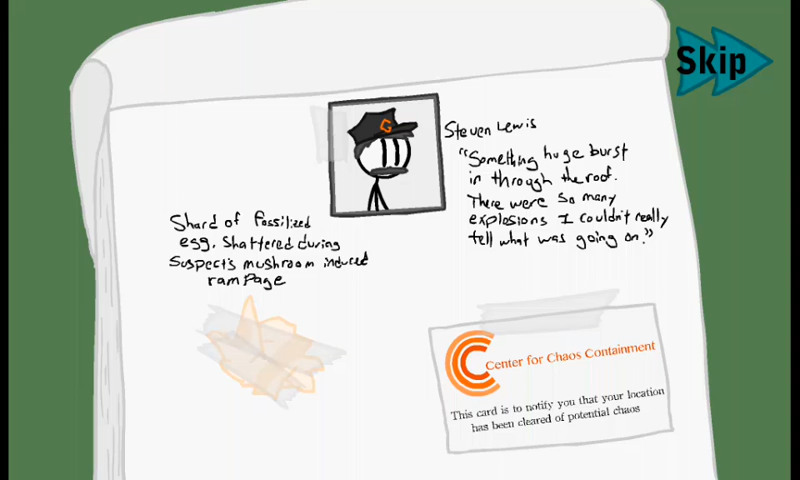 Skip
G
Steven Lewis
"Something huge burst
in through the roof.
There were so many
explosions I couldn't really
tell what was going on."
Shard of fossilized
egg. Shattered during
suspect's mushroom induced
rampage
Center for Chaos Containment
This card is to notify you that your location
has been cleared of potential chaos